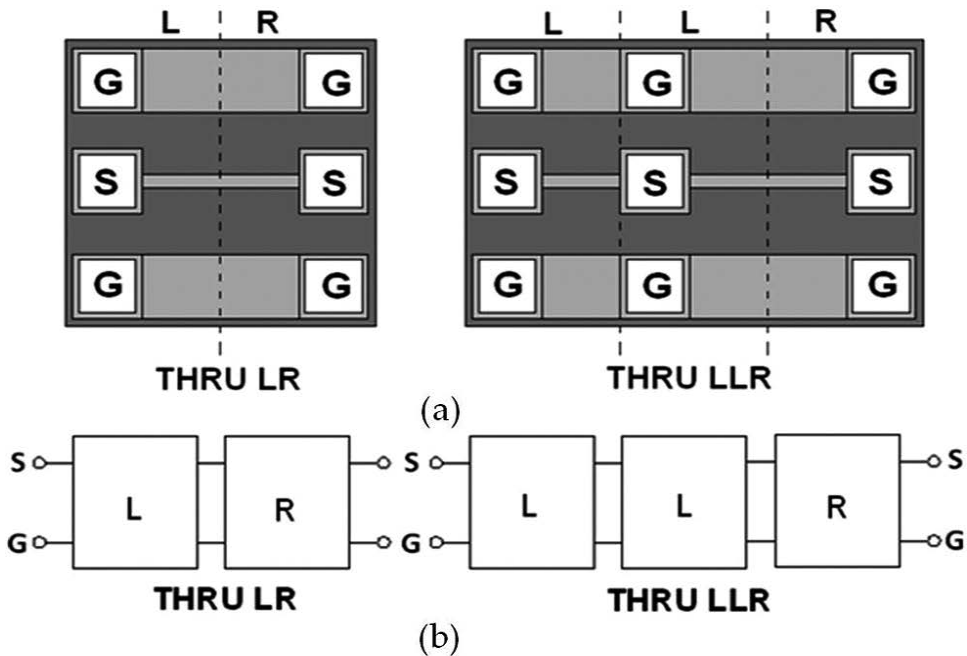 L R L L R
G G G G G
S S S S S
G G G G G
THRU LR THRU LLR
(a)
S S S S
L R L L R
G G G G
THRU LR THRU LLR
(b)